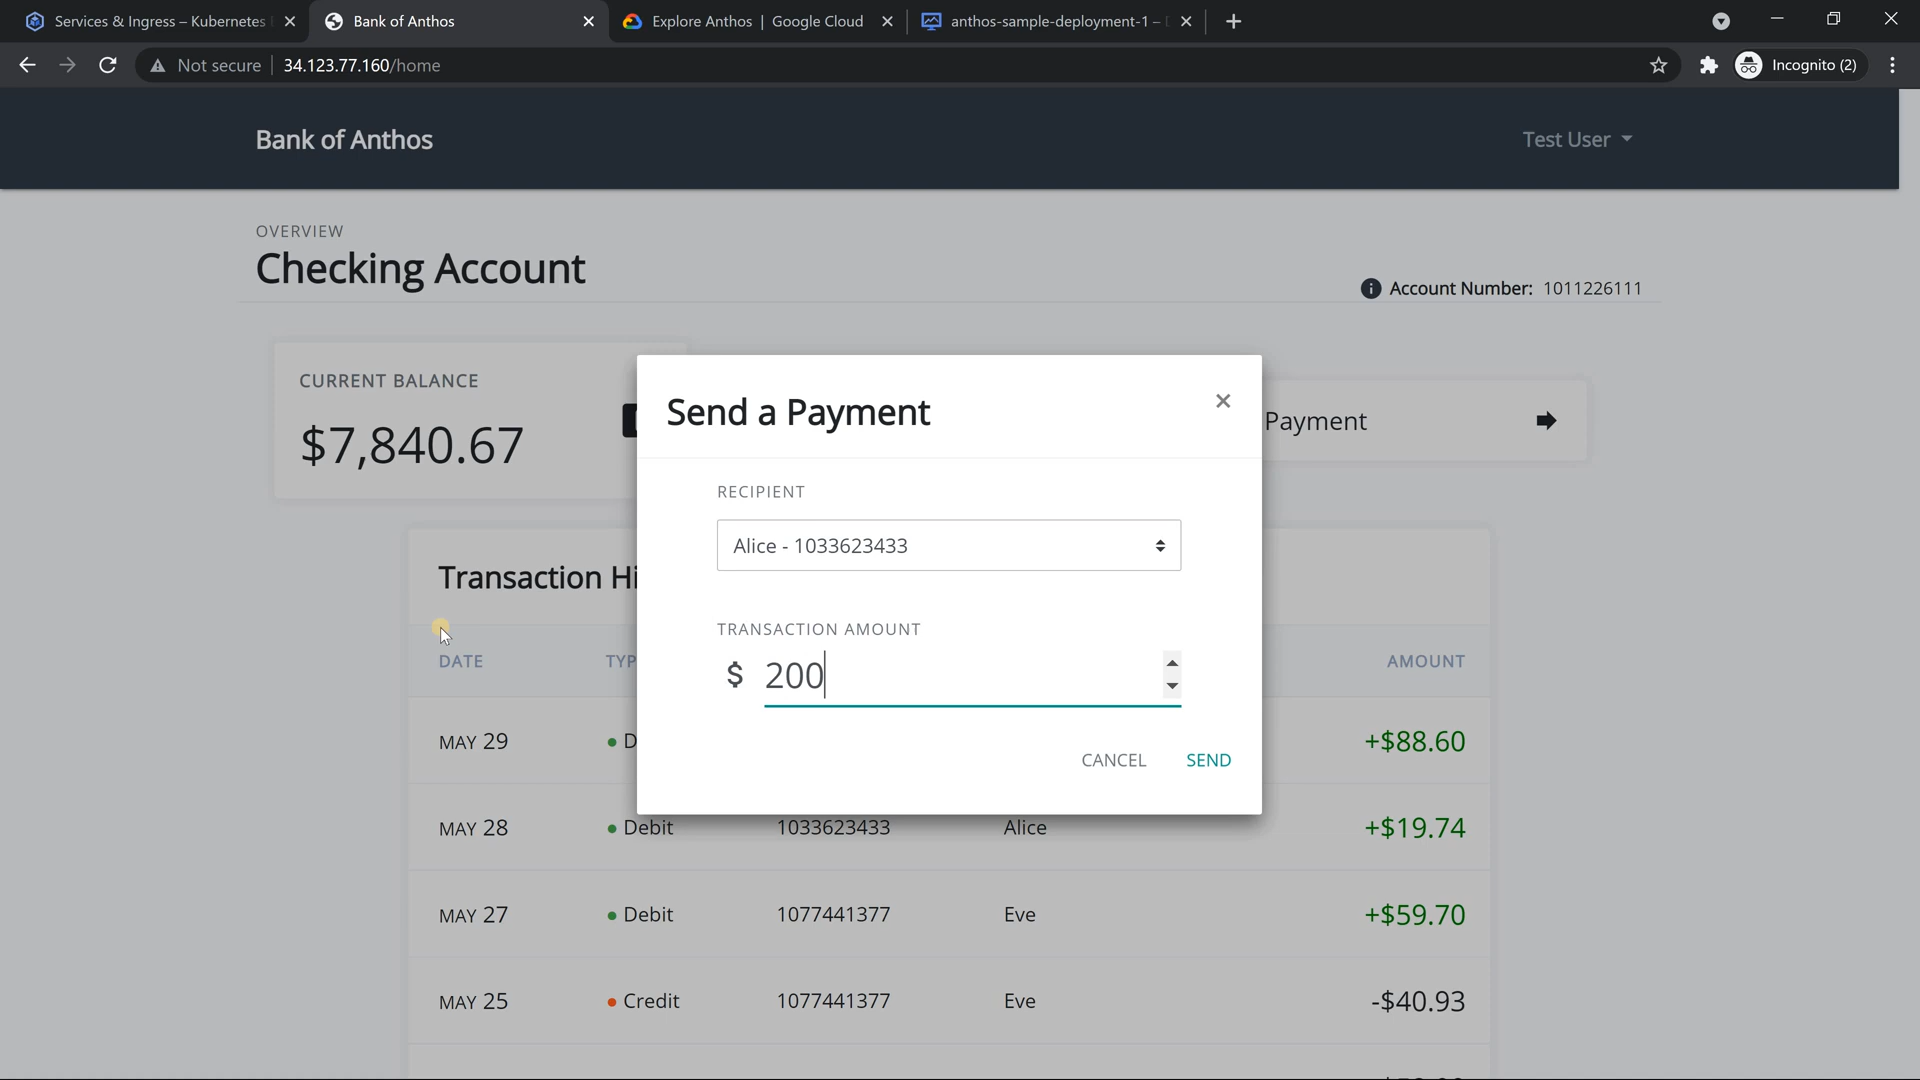 Services & Ingress – Kubernetes
Bank of Anthos
Explore Anthos | Google Cloud
anthos-sample-deployment-1 –
Not secure
34.123.77.160/home
Incognito (2)
Bank of Anthos
Test User
OVERVIEW
Checking Account
Account Number: 1011226111
CURRENT BALANCE
$7,840.67
Send a Payment
Payment
RECIPIENT
Alice - 1033623433
Transaction Hi
TRANSACTION AMOUNT
$ 200
DATE TYP AMOUNT
MAY 29 D +$88.60
CANCEL SEND
MAY 28 Debit 1033623433 Alice +$19.74
MAY 27 Debit 1077441377 Eve +$59.70
MAY 25 Credit 1077441377 Eve -$40.93